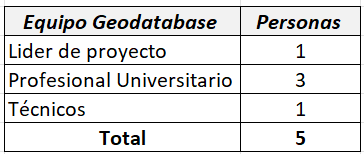 Equipo Geodatabase Personas
Lider de proyecto 1
Profesional Universitario 3
Técnicos 1
Total 5